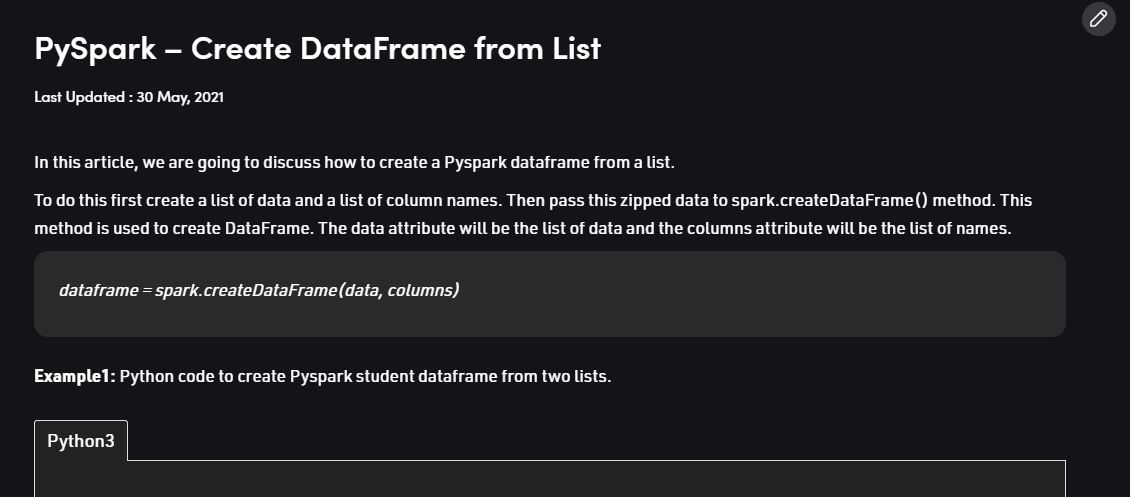 PySpark – Create DataFrame from List
Last Updated : 30 May, 2021
In this article, we are going to discuss how to create a Pyspark dataframe from a list.
To do this first create a list of data and a list of column names. Then pass this zipped data to spark.createDataFrame() method. This
method is used to create DataFrame. The data attribute will be the list of data and the columns attribute will be the list of names.
dataframe = spark.createDataFrame(data, columns)
Example1: Python code to create Pyspark student dataframe from two lists.
Python3